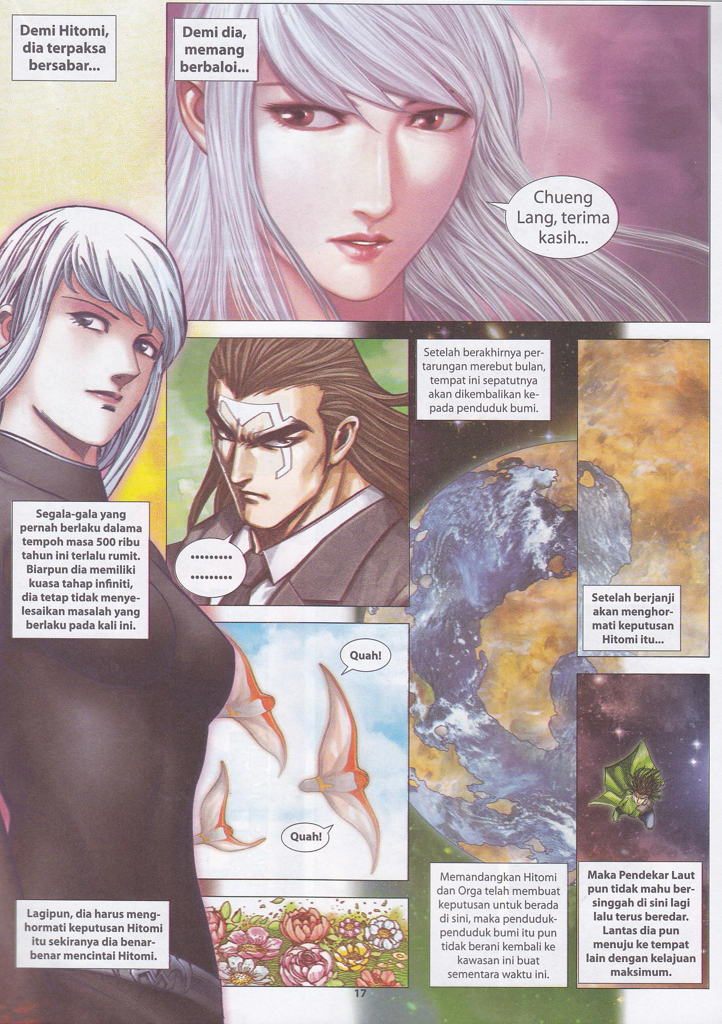 Demi Hitomi,
dia terpaksa
bersabar...
Demi dia,
memang
berbaloi...
Chueng
Lang, terima
kasih...
Segala-gala yang
pernah berlaku dalama
tempoh masa 500 ribu
tahun ini terlalu rumit.
Biarpun dia memiliki
kuasa tahap infiniti,
dia tetap tidak menye-
lesaikan masalah yang
berlaku pada kali ini.
.........
.........
Setelah berakhirnya per-
tarungan merebut bulan,
tempat ini sepatutnya
akan dikembalikan ke-
pada penduduk bumi.
Setelah berjanji
akan menghor-
mati keputusan
Hitomi itu...
Quah!
Quah!
Lagipun, dia harus meng-
hormati keputusan Hitomi
itu sekiranya dia benar-
benar mencintai Hitomi.
Memandangkan Hitomi
dan Orga telah membuat
keputusan untuk berada
di sini, maka penduduk-
penduduk bumi itu pun
tidak berani kembali ke
kawasan ini buat
sementara waktu ini.
Maka Pendekar Laut
pun tidak mahu ber-
singgah di sini lagi
lalu terus beredar.
Lantas dia pun
menuju ke tempat
lain dengan kelajuan
maksimum.
17